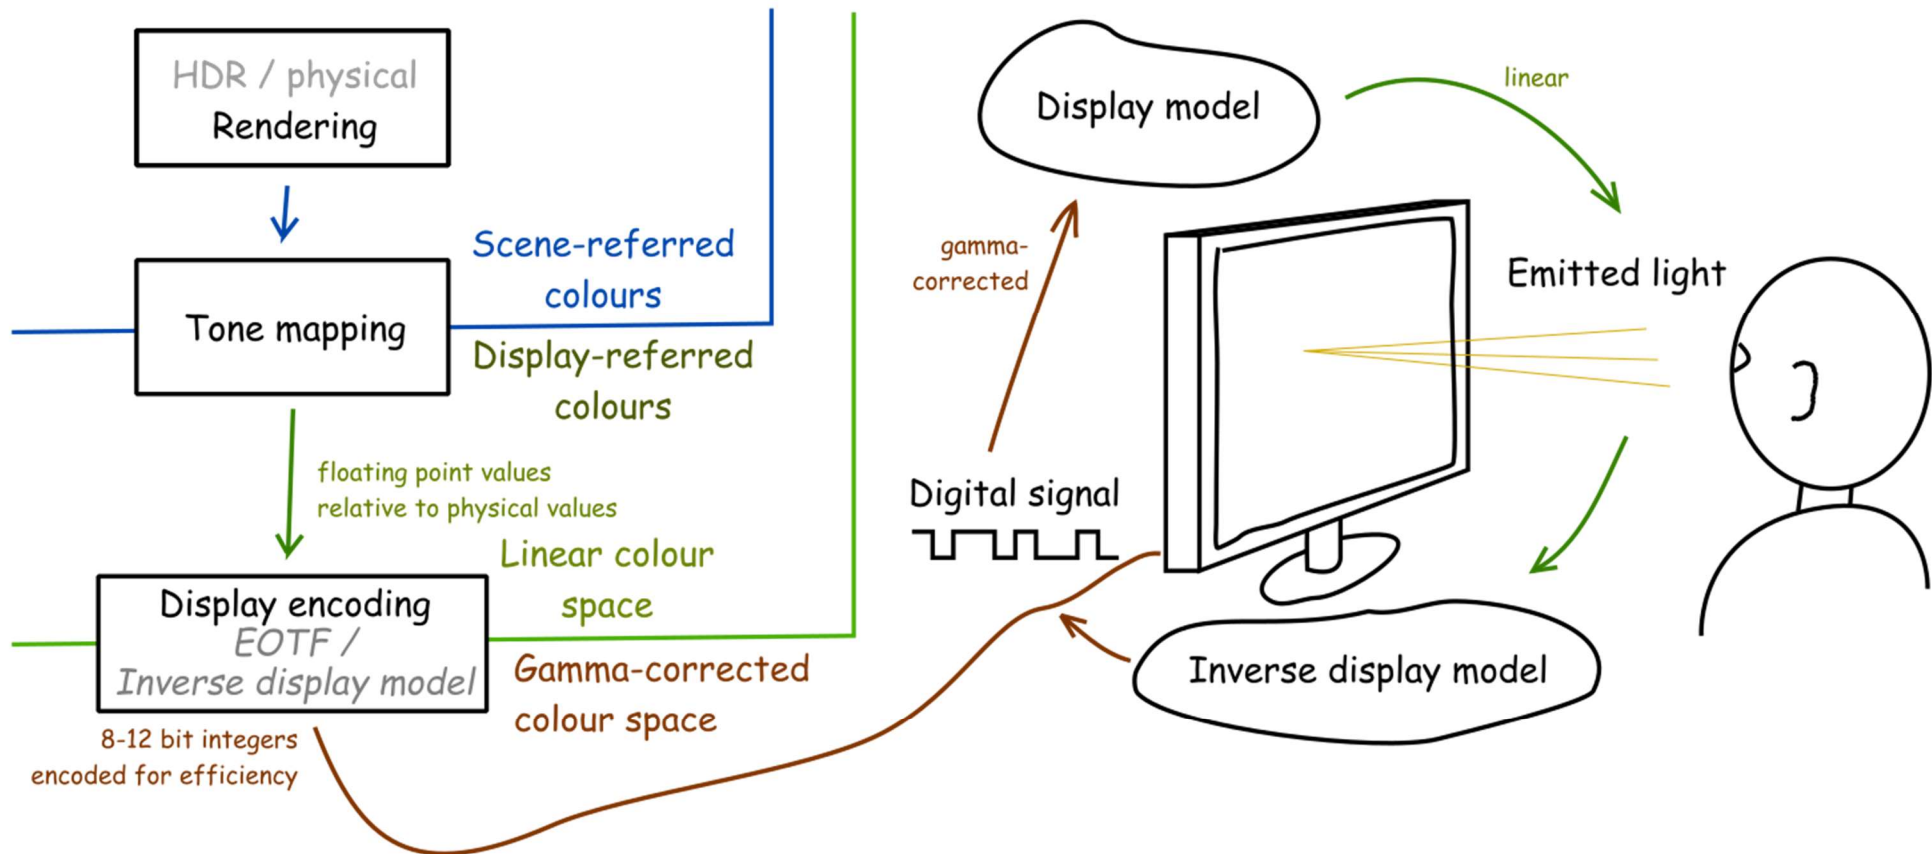 HDR / physical
Rendering
Scene-referred
colours
Tone mapping
Display-referred
colours
floating point values
relative to physical values
Linear colour
space
Display encoding
EOTF /
Inverse display model
Gamma-corrected
colour space
8-12 bit integers
encoded for efficiency
Display model
linear
gamma-
corrected
Emitted light
Digital signal
Inverse display model